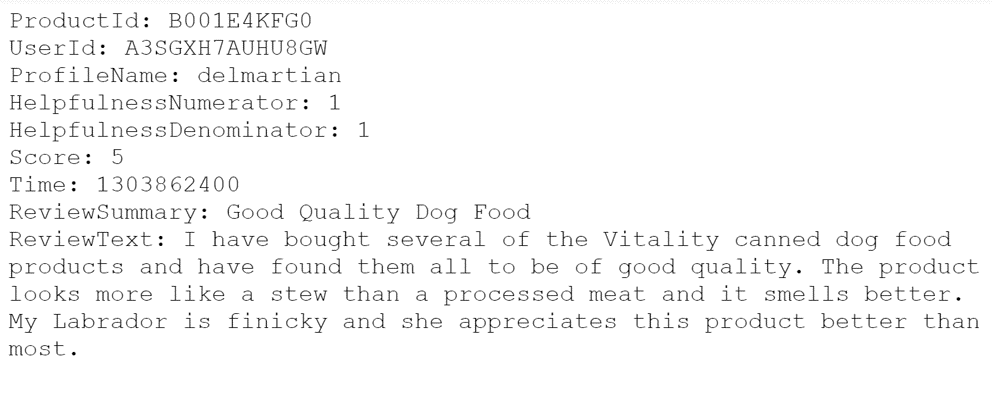 ProductId: B001E4KFG0
UserId: A3SGXH7AUHU8GW
ProfileName: delmartian
HelpfulnessNumerator: 1
HelpfulnessDenominator: 1
Score: 5
Time: 1303862400
ReviewSummary: Good Quality Dog Food
ReviewText: I have bought several of the Vitality canned dog food
products and have found them all to be of good quality. The product
looks more like a stew than a processed meat and it smells better.
My Labrador is finicky and she appreciates this product better than
most.